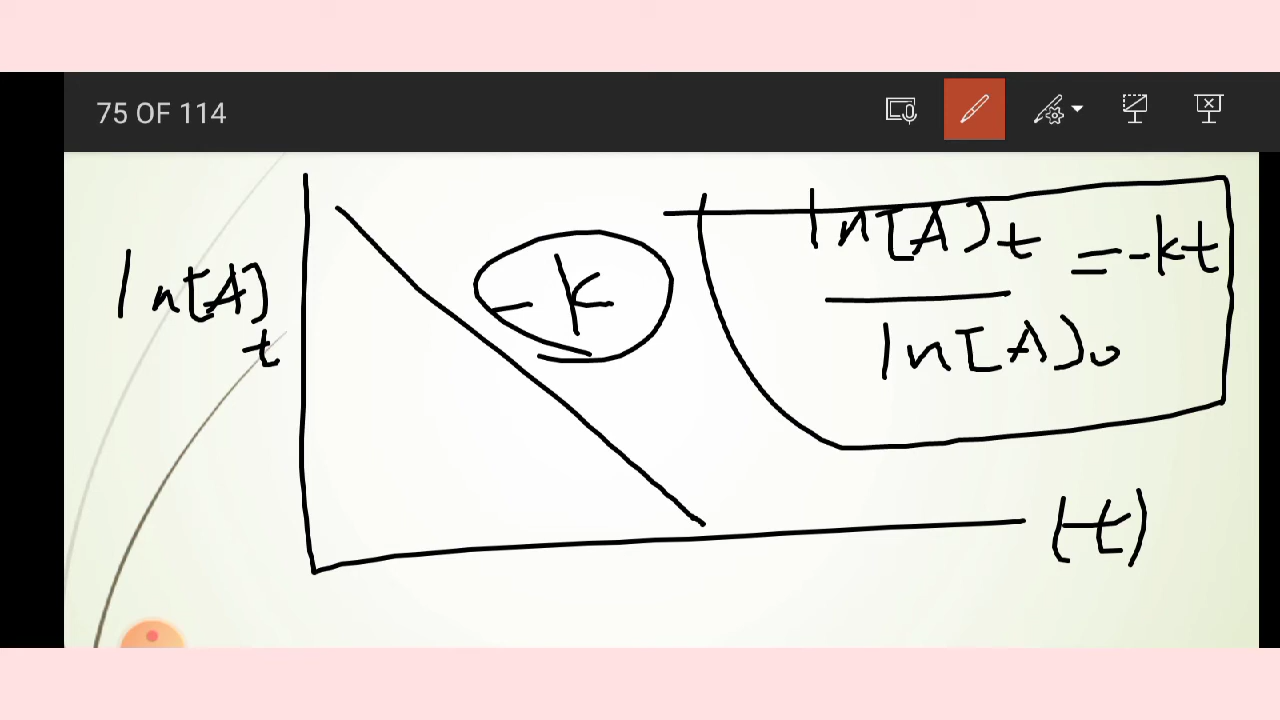 75 OF 114
ln[A]t
-k
ln[A]t
= -kt
ln[A]0
(t)